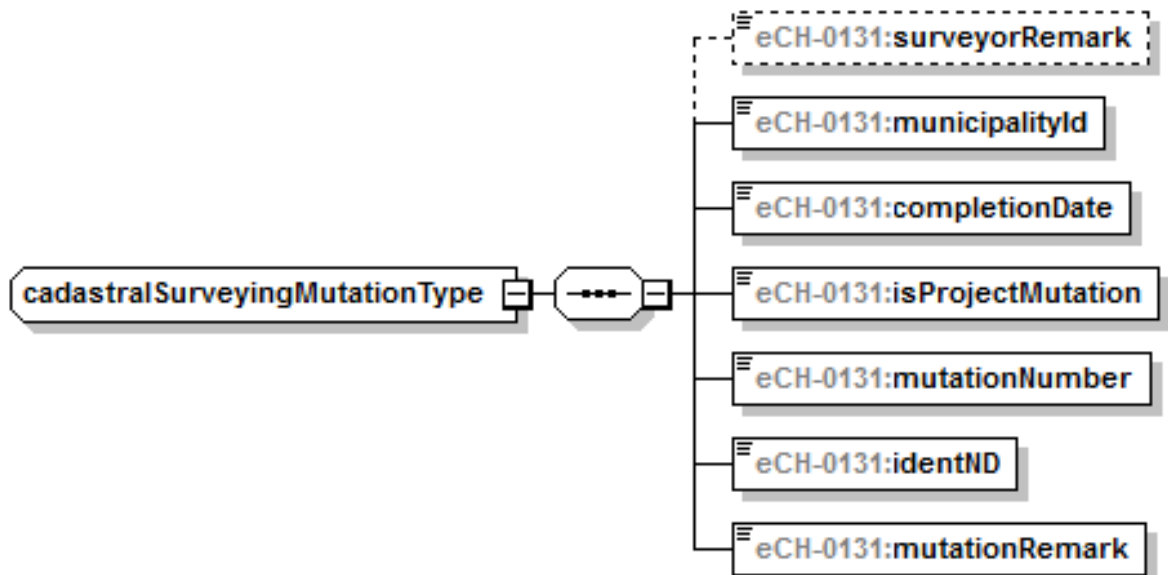 eCH-0131:surveyorRemark
eCH-0131:municipalityId
eCH-0131:completionDate
cadastralSurveyingMutationType
eCH-0131:isProjectMutation
eCH-0131:mutationNumber
eCH-0131:identND
eCH-0131:mutationRemark